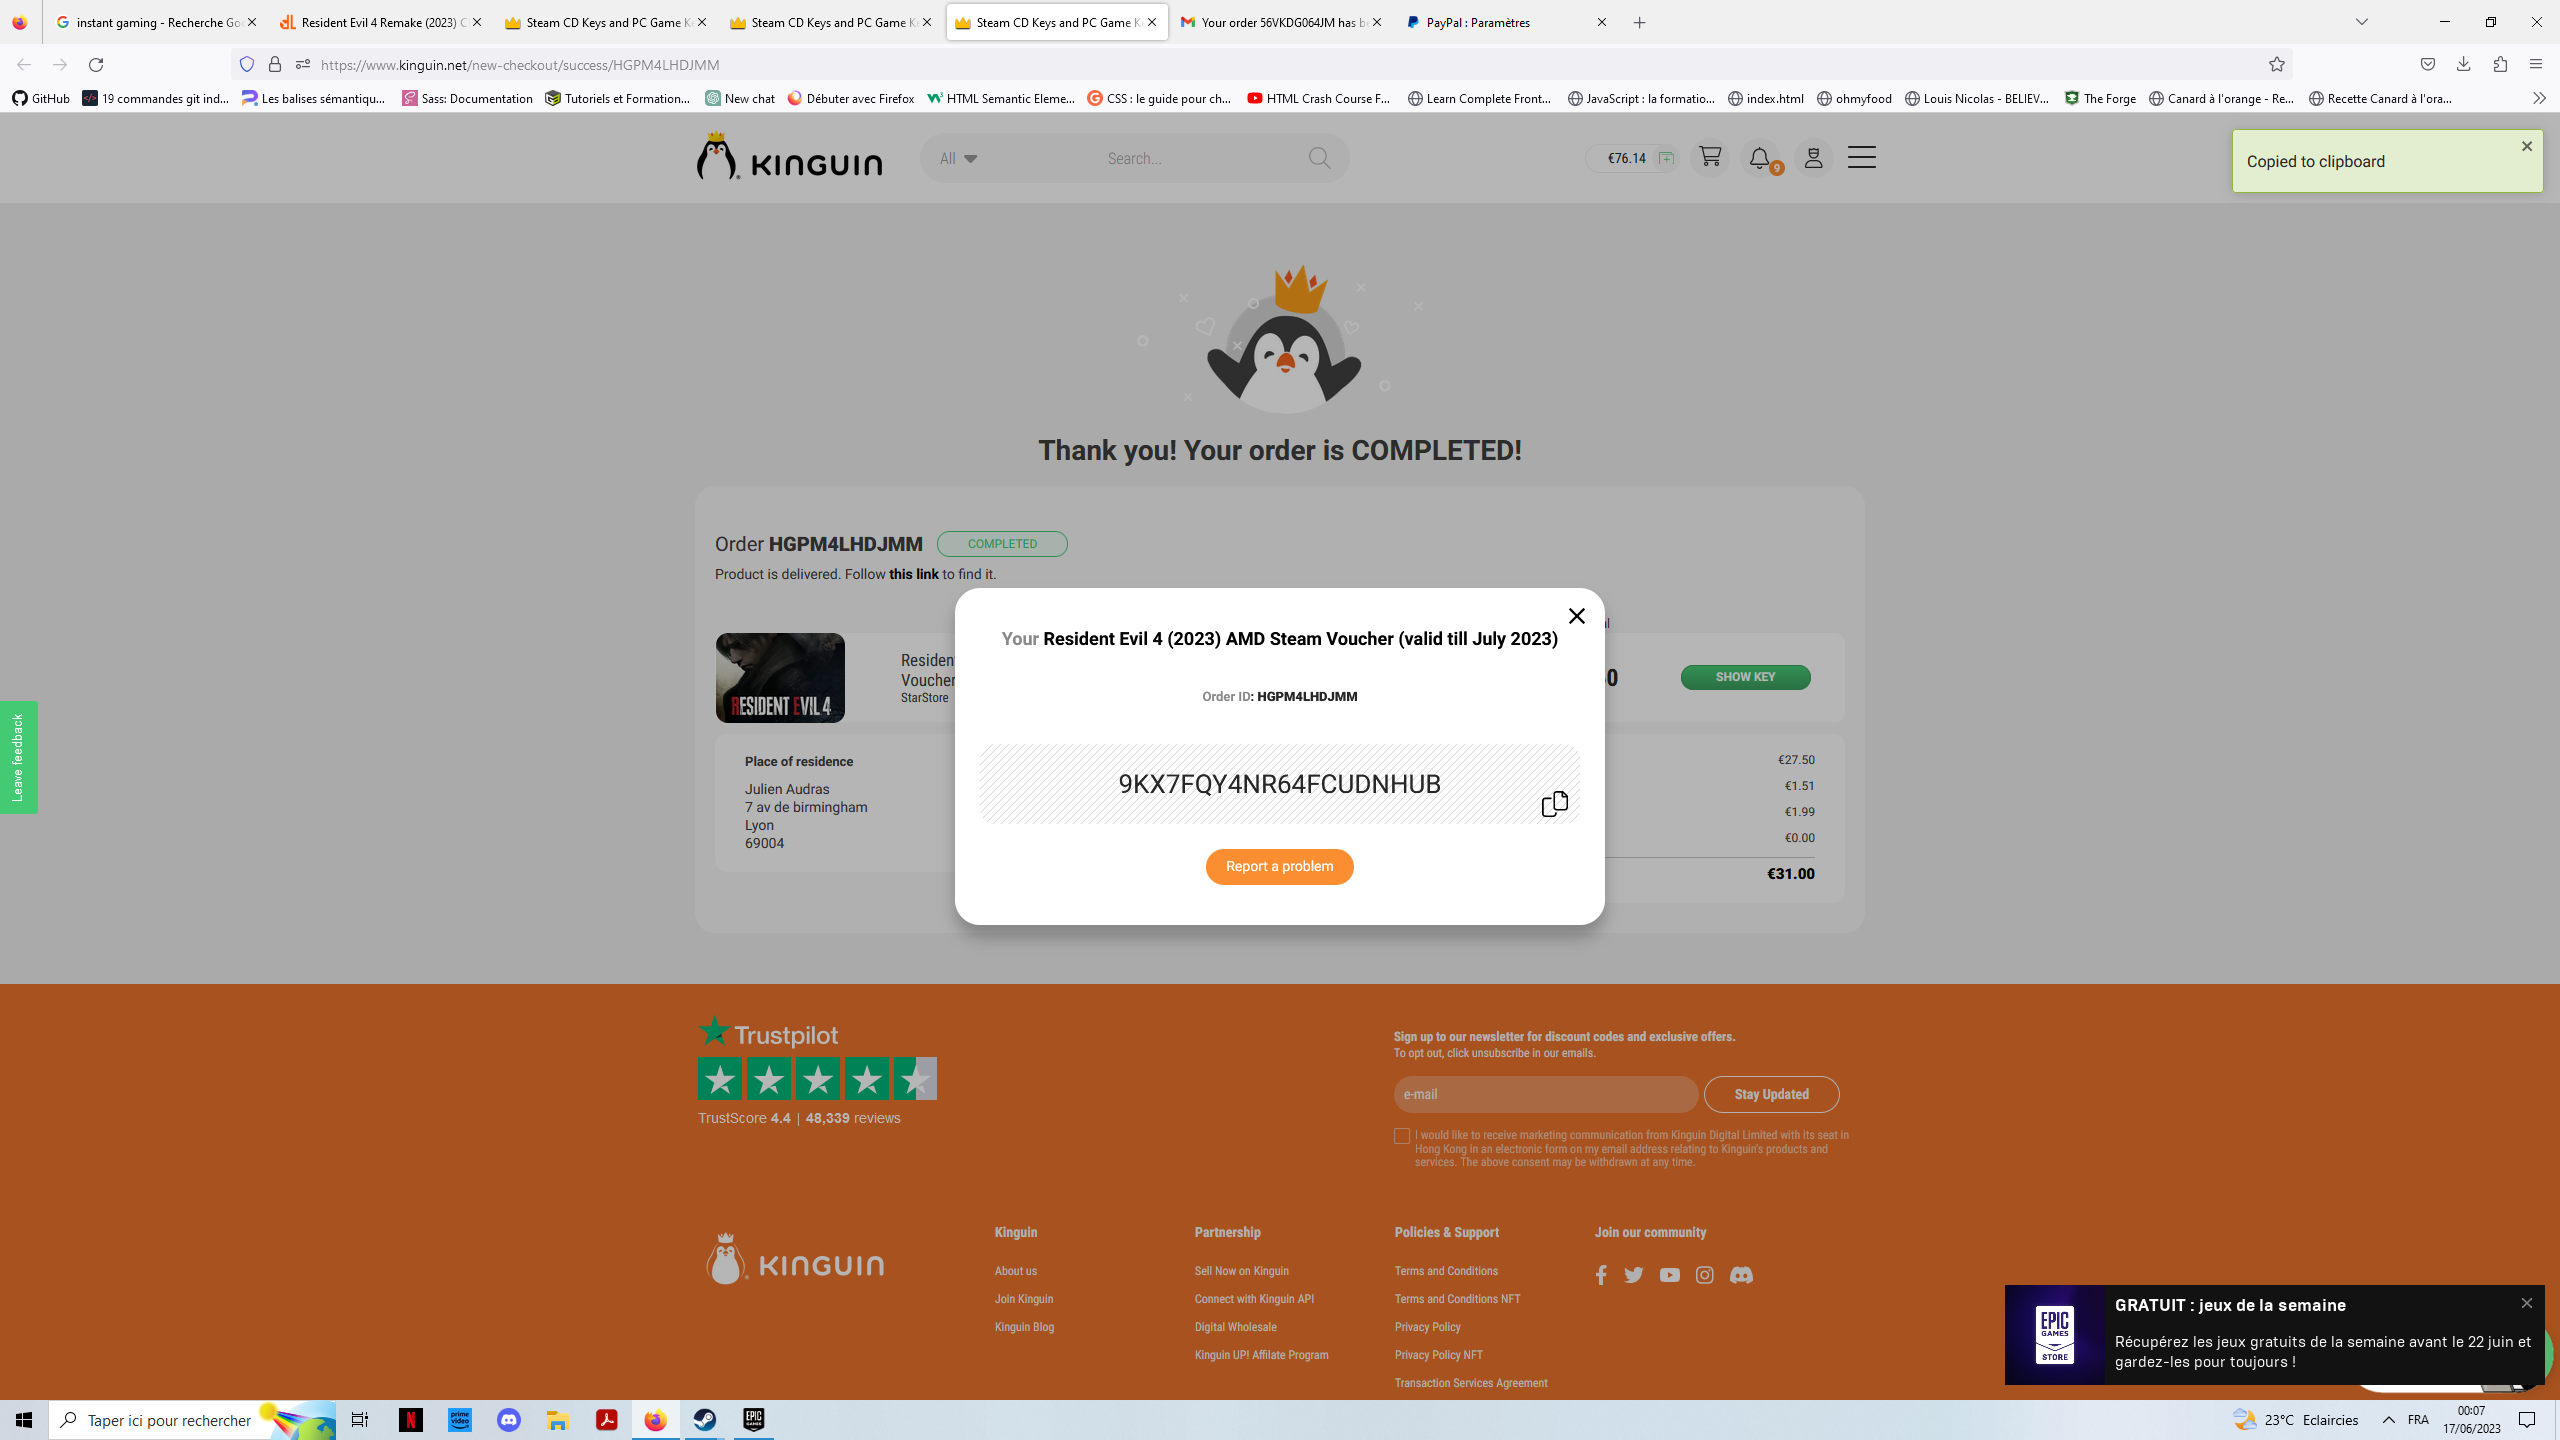 instant gaming - Recherche Go
Resident Evil 4 Remake (2023) C
Steam CD Keys and PC Game K
Steam CD Keys and PC Game K
Steam CD Keys and PC Game K
Your order 56VKDG064JM has b
PayPal : Paramètres
https://www.kinguin.net/new-checkout/success/HGPM4LHDJMM
GitHub
19 commandes git ind...
Les balises sémantiqu...
Sass: Documentation
Tutoriels et Formation...
New chat
Débuter avec Firefox
HTML Semantic Eleme...
CSS : le guide pour ch...
HTML Crash Course F...
Learn Complete Front...
JavaScript : la formatio...
index.html
ohmyfood
Louis Nicolas - BELIEV...
The Forge
Canard à l'orange - Re...
Recette Canard à l'ora...
KINGUIN
All
Search...
€76.14
9
Copied to clipboard
Thank you! Your order is COMPLETED!
Order HGPM4LHDJMM
COMPLETED
Product is delivered. Follow this link to find it.
Your Resident Evil 4 (2023) AMD Steam Voucher (valid till July 2023)
Order ID: HGPM4LHDJMM
9KX7FQY4NR64FCUDNHUB
Report a problem
RESIDENT EVIL 4
Residen
Voucher
StarStore
SHOW KEY
Leave feedback
Place of residence
Julien Audras
7 av de birmingham
Lyon
69004
€27.50
€1.51
€1.99
€0.00
€31.00
Trustpilot
TrustScore 4.4 | 48,339 reviews
Sign up to our newsletter for discount codes and exclusive offers.
To opt out, click unsubscribe in our emails.
e-mail
Stay Updated
I would like to receive marketing communication from Kinguin Digital Limited with its seat in
Hong Kong in an electronic form on my email address relating to Kinguin's products and
services. The above consent may be withdrawn at any time.
KINGUIN
Kinguin
About us
Join Kinguin
Kinguin Blog
Partnership
Sell Now on Kinguin
Connect with Kinguin API
Digital Wholesale
Kinguin UP! Affilate Program
Policies & Support
Terms and Conditions
Terms and Conditions NFT
Privacy Policy
Privacy Policy NFT
Transaction Services Agreement
Join our community
EPIC
GAMES
STORE
GRATUIT : jeux de la semaine
Récupérez les jeux gratuits de la semaine avant le 22 juin et
gardez-les pour toujours !
Taper ici pour rechercher
prime
video
EPIC
GAMES
23°C Eclaircies
FRA
00:07
17/06/2023